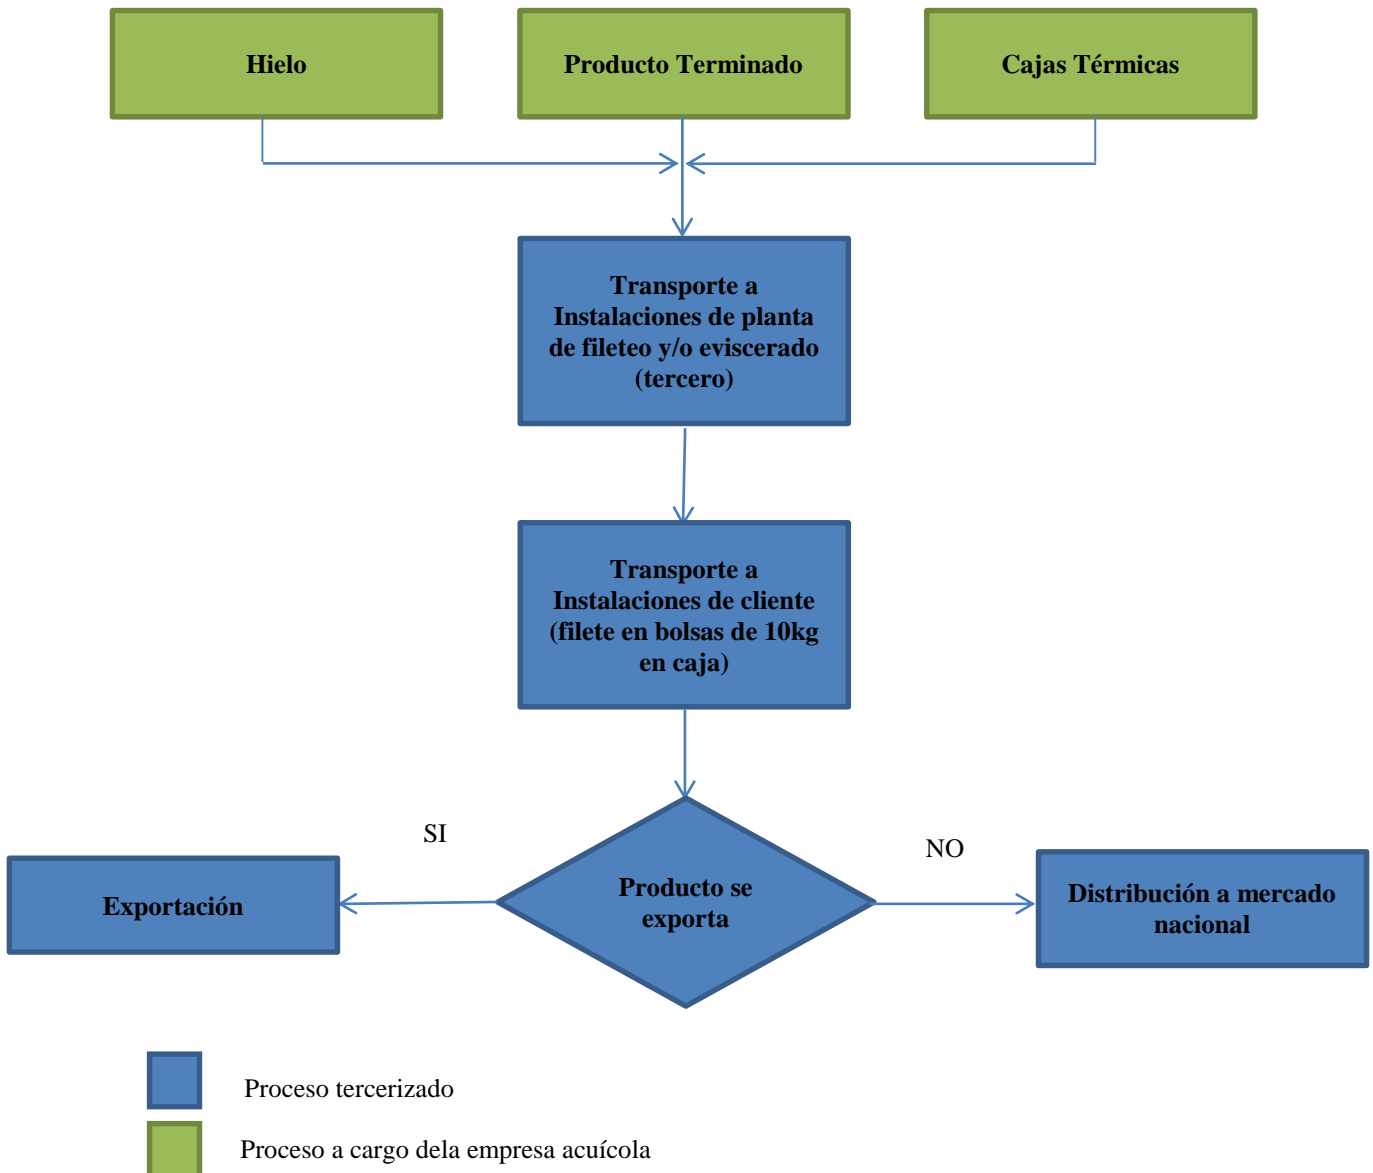 Hielo
Producto Terminado
Cajas Térmicas
Transporte a
Instalaciones de planta
de fileteo y/o eviscerado
(tercero)
Transporte a
Instalaciones de cliente
(filete en bolsas de 10kg
en caja)
SI
NO
Exportación
Producto se
exporta
Distribución a mercado
nacional
Proceso tercerizado
Proceso a cargo dela empresa acuícola